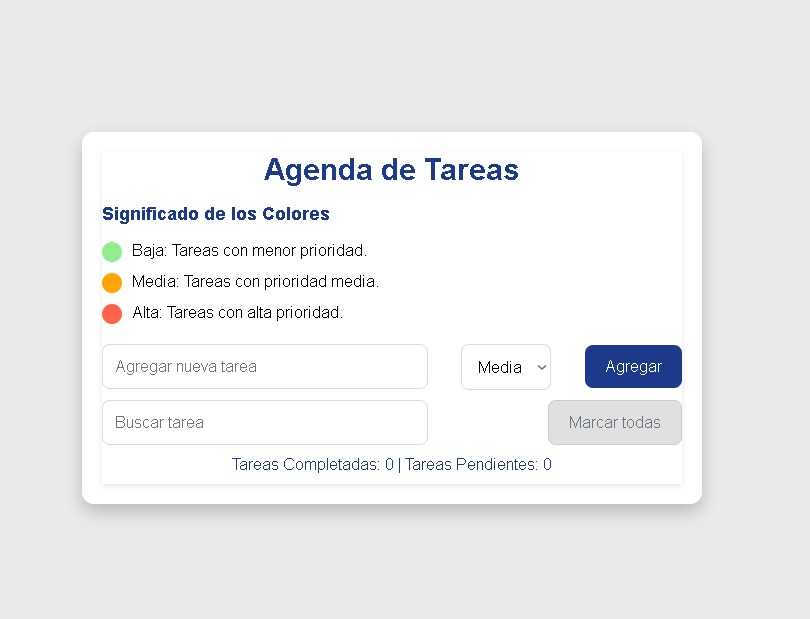 Agenda de Tareas
Significado de los Colores
Baja: Tareas con menor prioridad.
Media: Tareas con prioridad media.
Alta: Tareas con alta prioridad.
Agregar nueva tarea Media Agregar
Buscar tarea Marcar todas
Tareas Completadas: 0 | Tareas Pendientes: 0